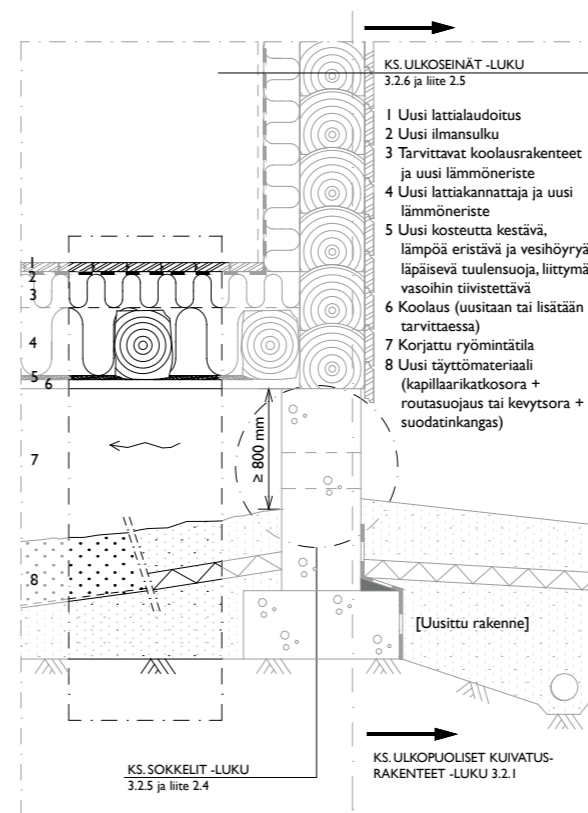 KS. ULKOSEINÄT -LUKU
3.2.6 ja liite 2.5
1 Uusi lattialaudoitus
2 Uusi ilmansulku
3 Tarvittavat koolausrakenteet
ja uusi lämmöneriste
4 Uusi lattiakannattaja ja uusi
lämmöneriste
5 Uusi kosteutta kestävä,
lämpöä eristävä ja vesihöyryä
läpäisevä tuulensuoja, liittymä
vasoihin tiivistettävä
6 Koolaus (uusitaan tai lisätään
tarvittaessa)
7 Korjattu ryömintätila
8 Uusi täyttömateriaali
(kapillaarikatkosora +
routasuojaus tai kevytsora +
suodatinkangas)
1
2
3
4
5
6
7
≥ 800 mm
8
[Uusittu rakenne]
KS. SOKKELIT -LUKU
3.2.5 ja liite 2.4
KS. ULKOPUOLISET KUIVATUS-
RAKENTEET -LUKU 3.2.1